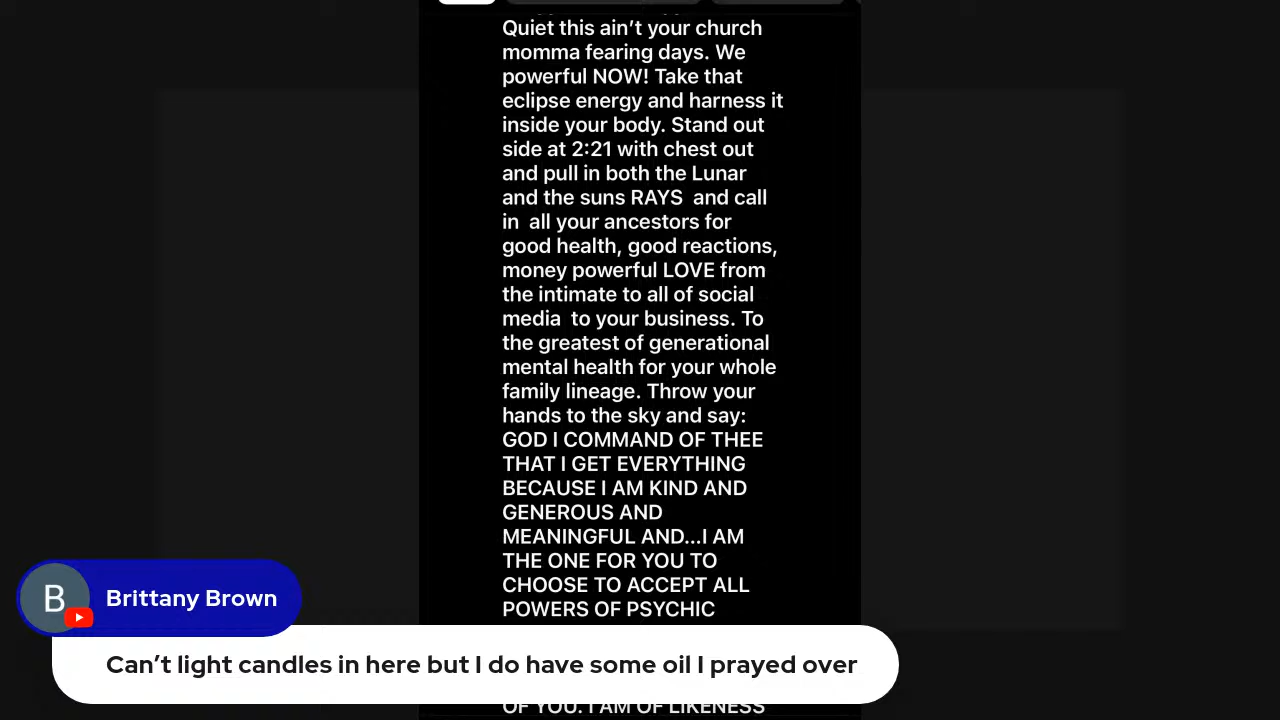 Quiet this ain’t your church
momma fearing days. We
powerful NOW! Take that
eclipse energy and harness it
inside your body. Stand out
side at 2:21 with chest out
and pull in both the Lunar
and the suns RAYS  and call
in  all your ancestors for
good health, good reactions,
money powerful LOVE from
the intimate to all of social
media  to your business. To
the greatest of generational
mental health for your whole
family lineage. Throw your
hands to the sky and say:
GOD I COMMAND OF THEE
THAT I GET EVERYTHING
BECAUSE I AM KIND AND
GENEROUS AND
MEANINGFUL AND...I AM
THE ONE FOR YOU TO
CHOOSE TO ACCEPT ALL
POWERS OF PSYCHIC
B
Brittany Brown
Can’t light candles in here but I do have some oil I prayed over
OF YOU. I AM OF LIKENESS